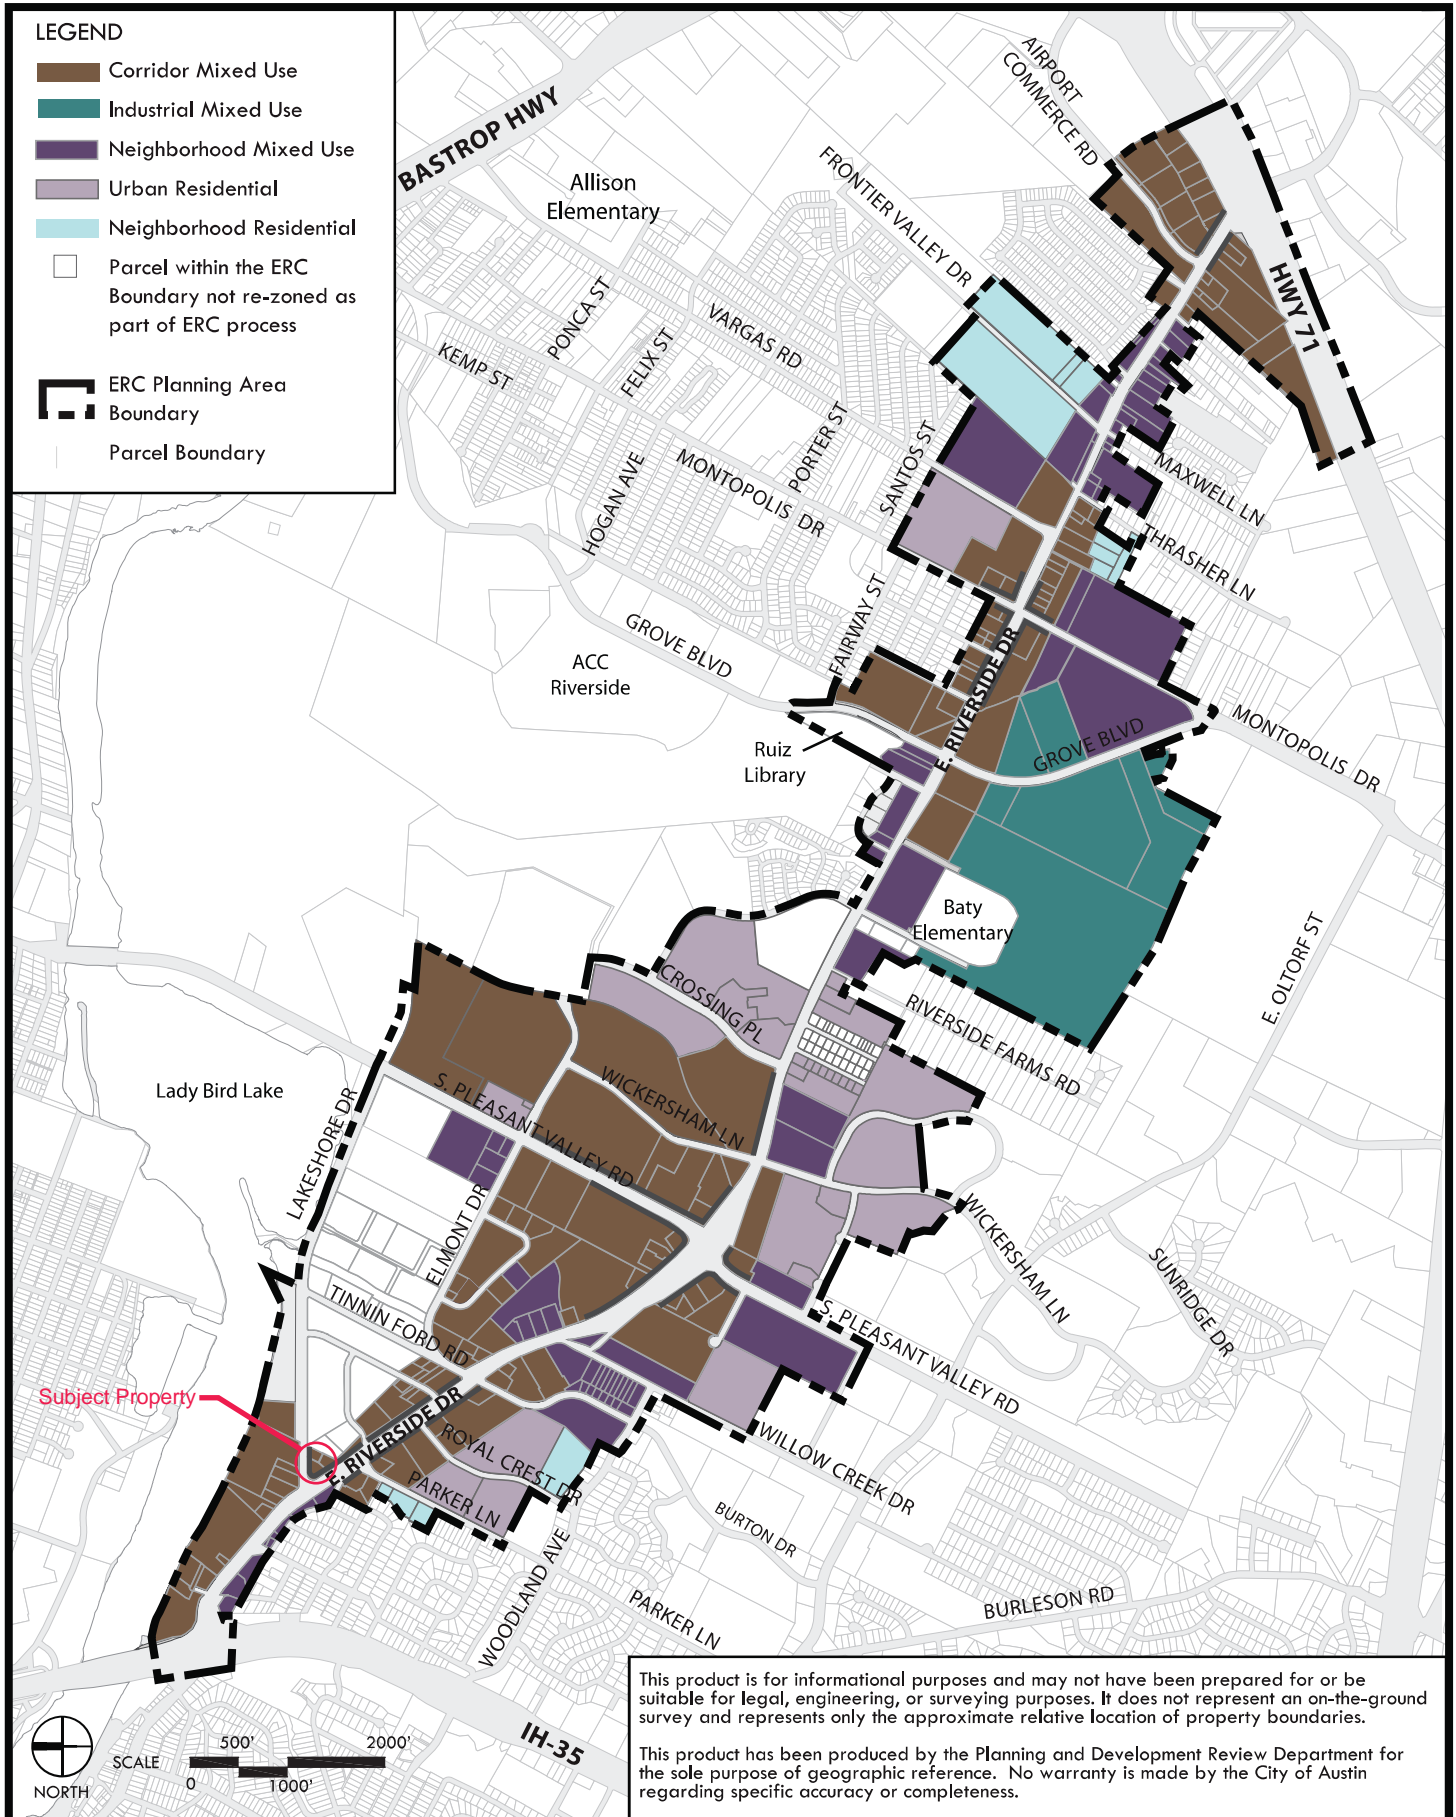 LEGEND
Corridor Mixed Use
Industrial Mixed Use
Neighborhood Mixed Use
Urban Residential
Neighborhood Residential
Parcel within the ERC
Boundary not re-zoned as
part of ERC process
ERC Planning Area
Boundary
Parcel Boundary
BASTROP HWY
Allison
Elementary
AIRPORT
COMMERCE RD
FRONTIER VALLEY DR
HWY 71
PONCA ST
VARGAS RD
KEMP ST
FELIX ST
PORTER ST
SANTOS ST
HOGAN AVE
MONTOPOLIS DR
MAXWELL LN
THRASHER LN
FAIRWAY ST
GROVE BLVD
ACC
Riverside
E. RIVERSIDE DR
GROVE BLVD
MONTOPOLIS DR
Ruiz
Library
Baty
Elementary
E. OLTORF ST
CROSSING PL
RIVERSIDE FARMS RD
Lady Bird Lake
LAKESHORE DR
S. PLEASANT VALLEY RD
WICKERSHAM LN
ELMONT DR
WICKERSHAM LN
SUNRIDGE DR
TINNIN FORD RD
S. PLEASANT VALLEY RD
Subject Property
E. RIVERSIDE DR
ROYAL CREST DR
PARKER LN
WILLOW CREEK DR
BURTON DR
WOODLAND AVE
PARKER LN
BURLESON RD
IH-35
NORTH
SCALE
500'
2000'
0
1000'
This product is for informational purposes and may not have been prepared for or be
suitable for legal, engineering, or surveying purposes. It does not represent an on-the-ground
survey and represents only the approximate relative location of property boundaries.
This product has been produced by the Planning and Development Review Department for
the sole purpose of geographic reference. No warranty is made by the City of Austin
regarding specific accuracy or completeness.